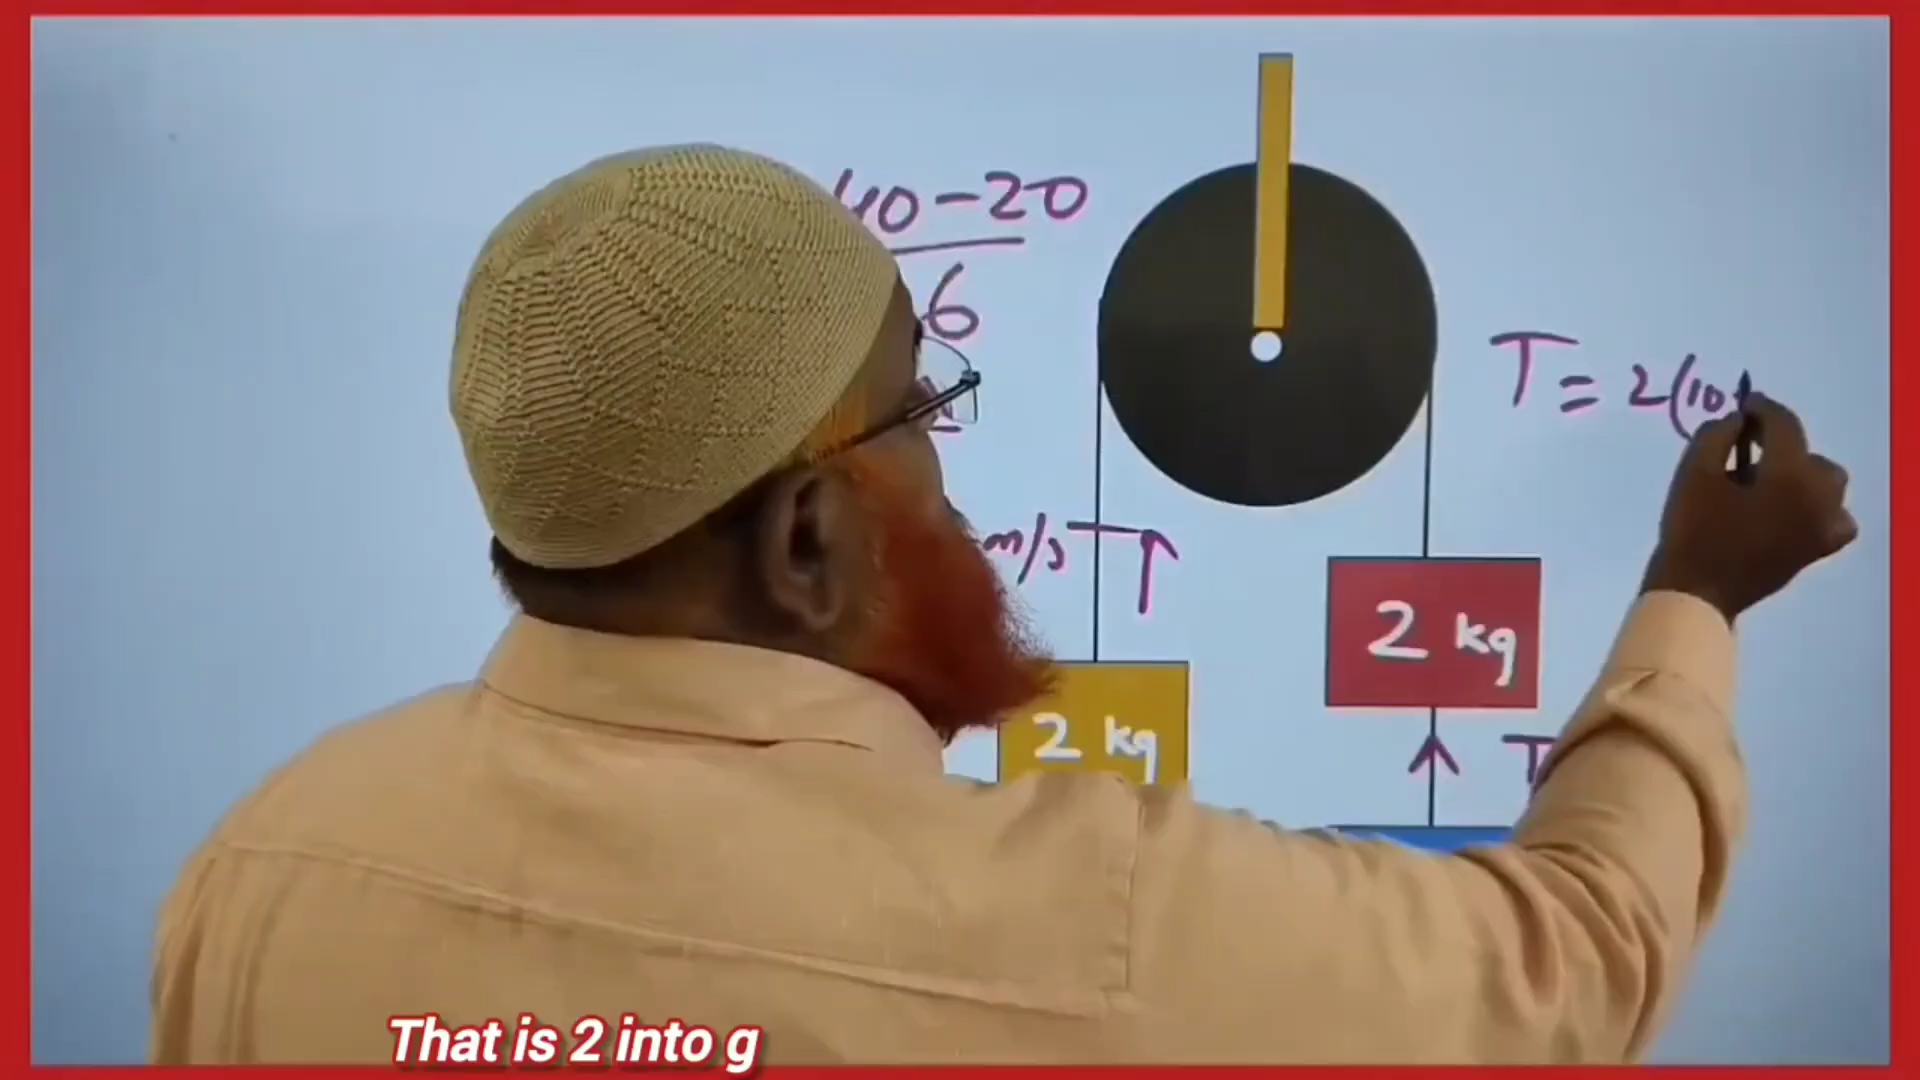 40-20
6
T = 2(10
m/s T
2 kg
2 kg
T
That is 2 into g